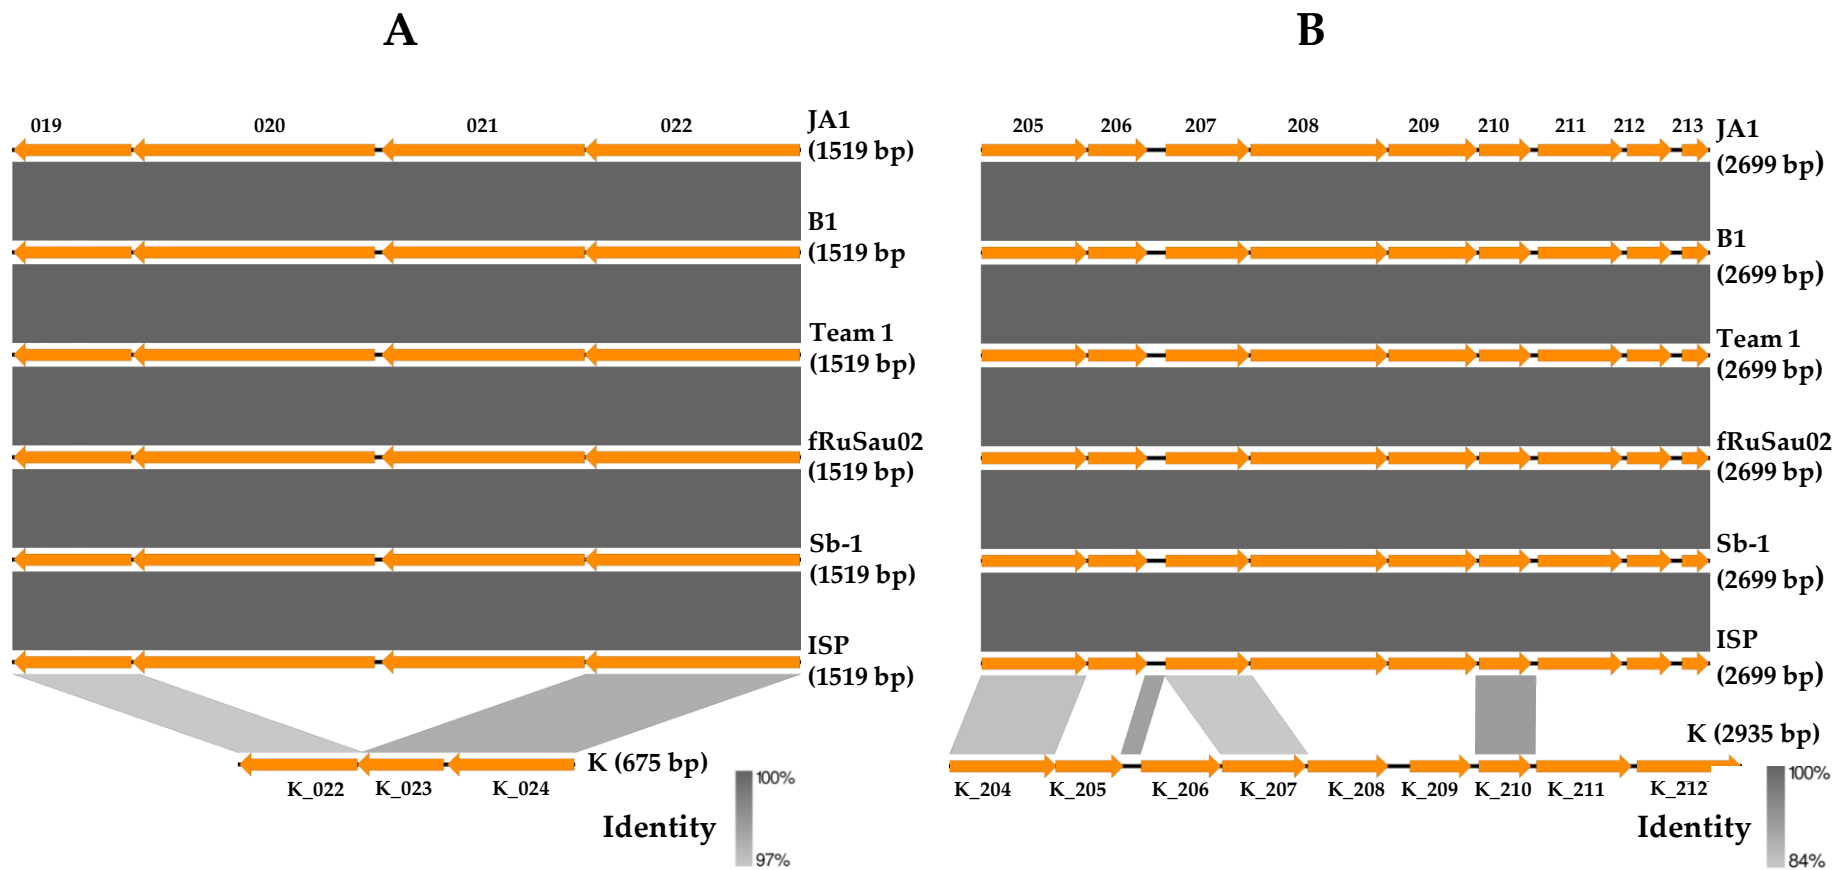 A
019 020 021 022
JA1
(1519 bp)
B1
(1519 bp
Team 1
(1519 bp)
fRuSau02
(1519 bp)
Sb-1
(1519 bp)
ISP
(1519 bp)
K (675 bp)
K_022 K_023 K_024
Identity
100%
97%
B
205 206 207 208 209 210 211 212 213
JA1
(2699 bp)
B1
(2699 bp)
Team 1
(2699 bp)
fRuSau02
(2699 bp)
Sb-1
(2699 bp)
ISP
(2699 bp)
K (2935 bp)
K_204 K_205 K_206 K_207 K_208 K_209 K_210 K_211 K_212
Identity
100%
84%